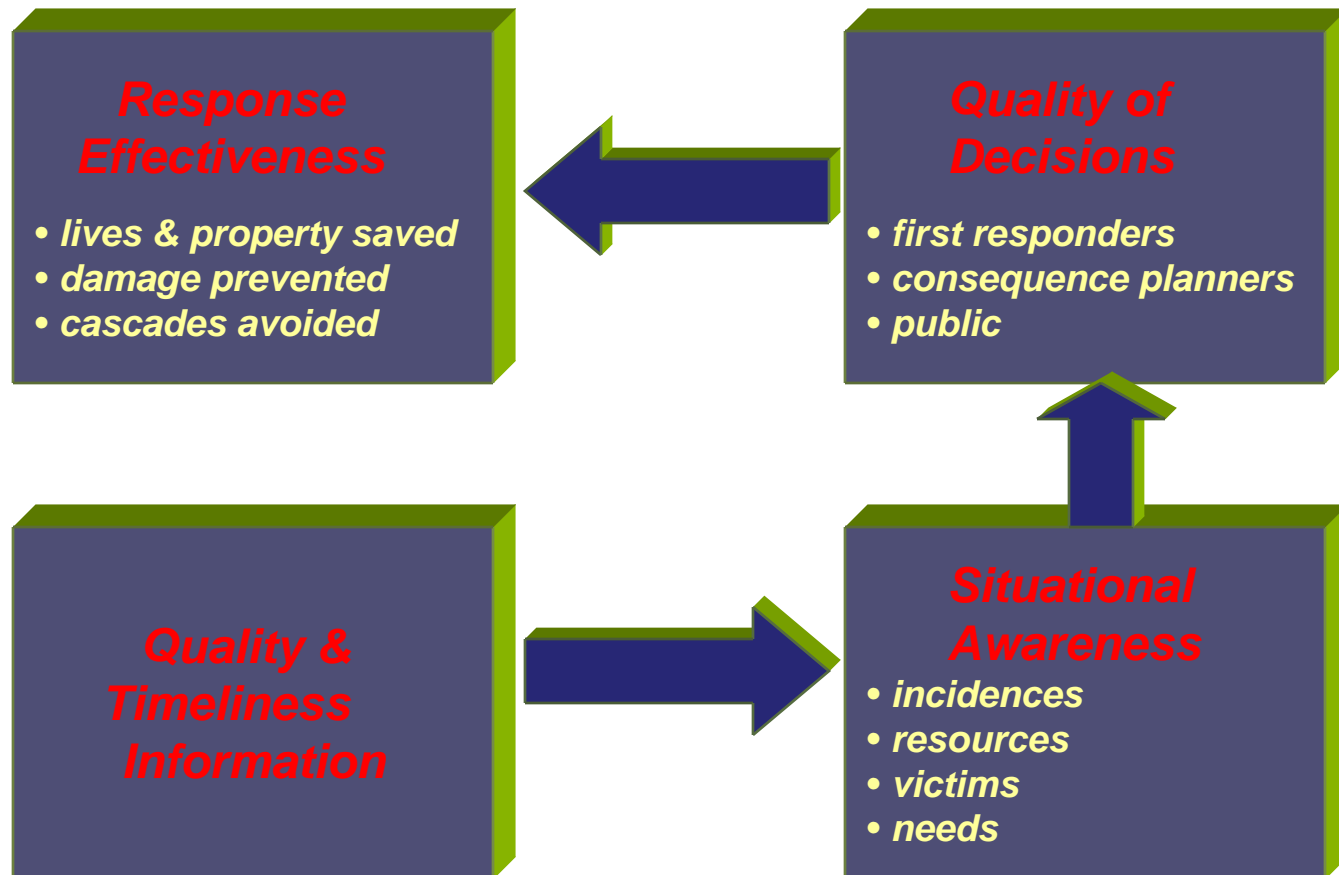 Response
Effectiveness
• lives & property saved
• damage prevented
• cascades avoided
Quality of
Decisions
• first responders
• consequence planners
• public
Quality &
Timeliness
Information
Situational
Awareness
• incidences
• resources
• victims
• needs